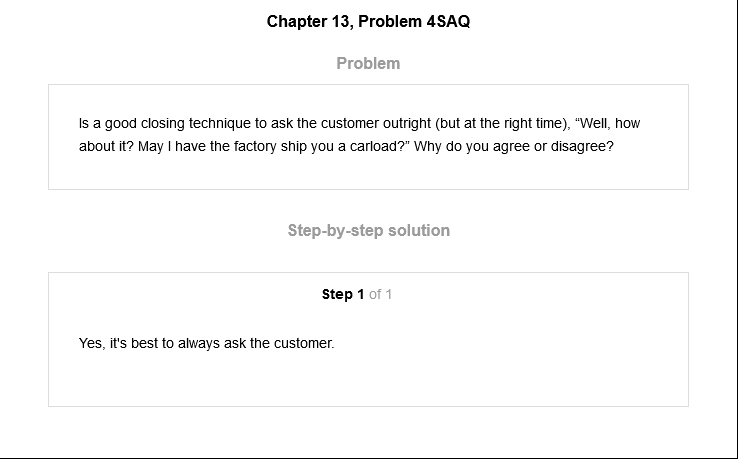 Chapter 13, Problem 4SAQ
Problem
Is a good closing technique to ask the customer outright (but at the right time), “Well, how
about it? May I have the factory ship you a carload?” Why do you agree or disagree?
Step-by-step solution
Step 1 of 1
Yes, it's best to always ask the customer.